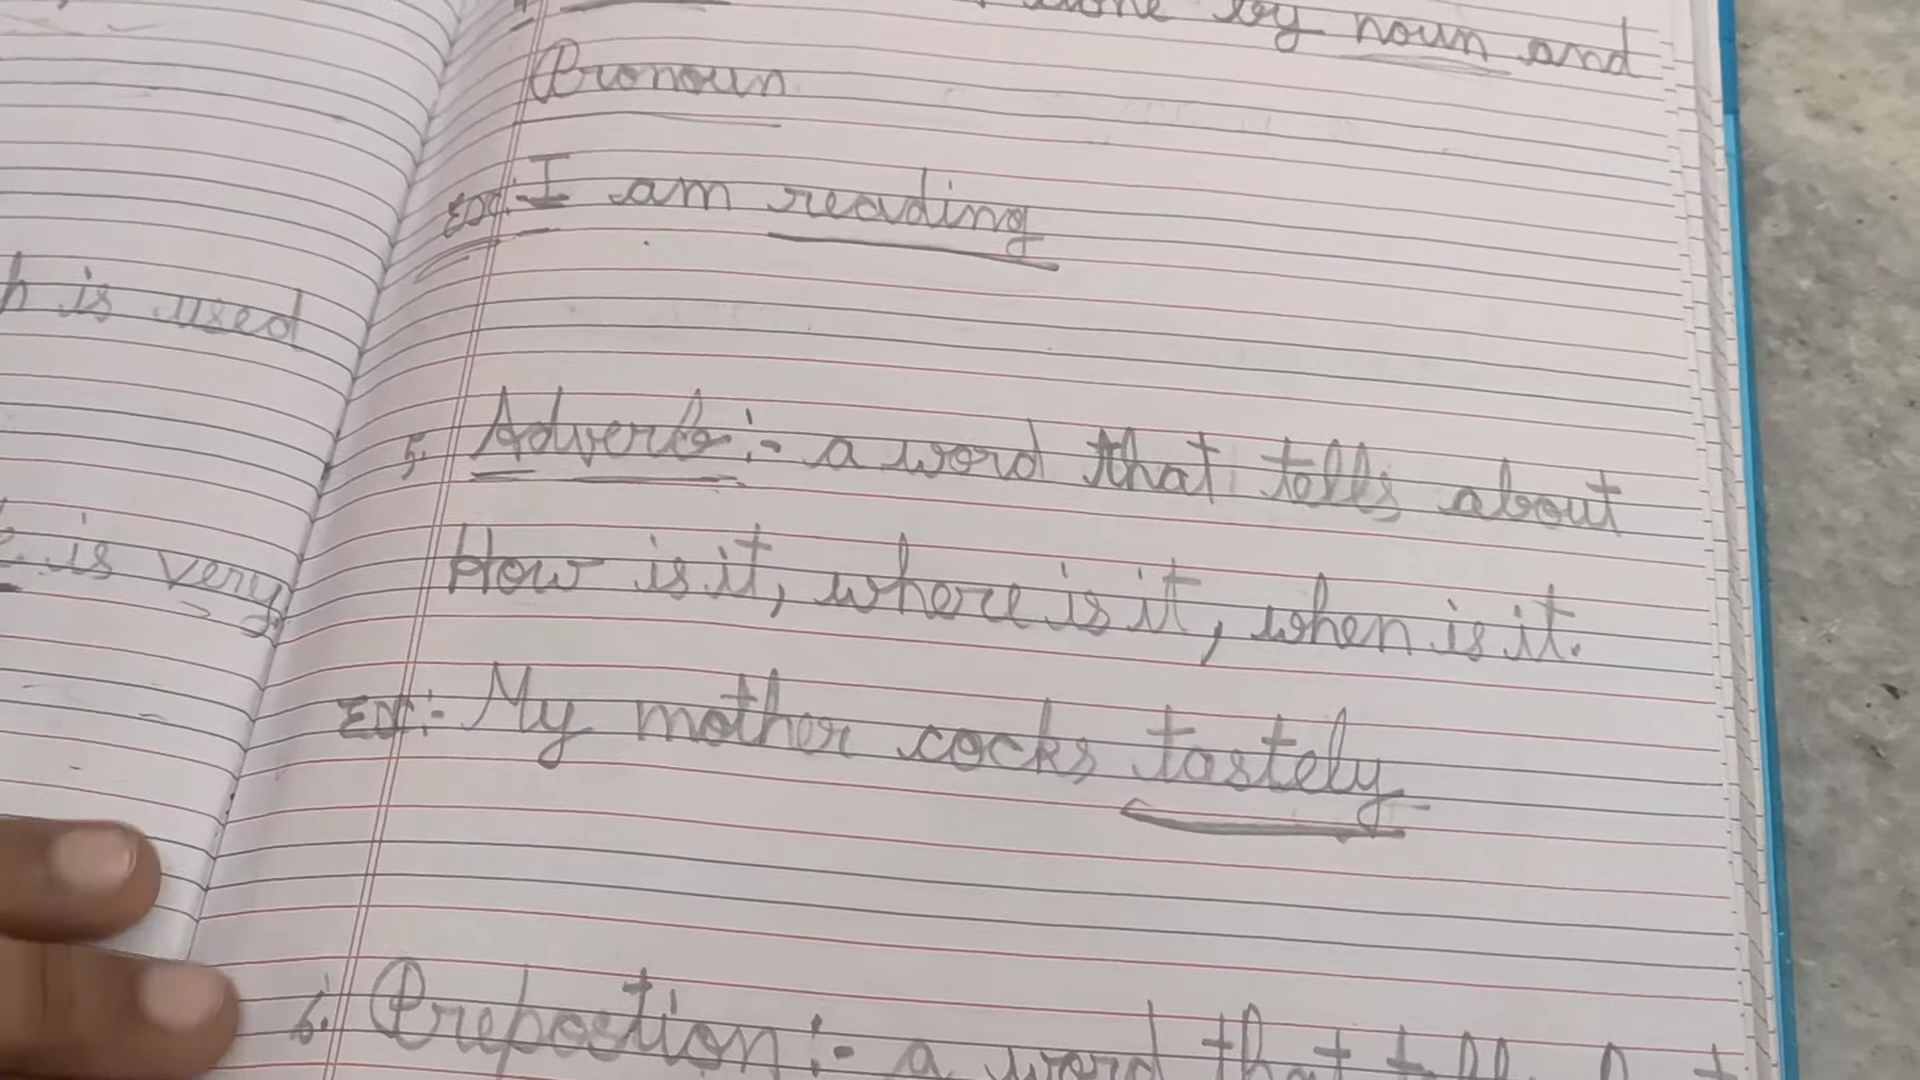 h is used
is very
by noun and
Pronoun
Ex:- I am reading
5. Adverb :- a word that tells about
How is it, where is it, when is it.
Ex:- My mother cooks tastely
6. Prepostion :- a word that